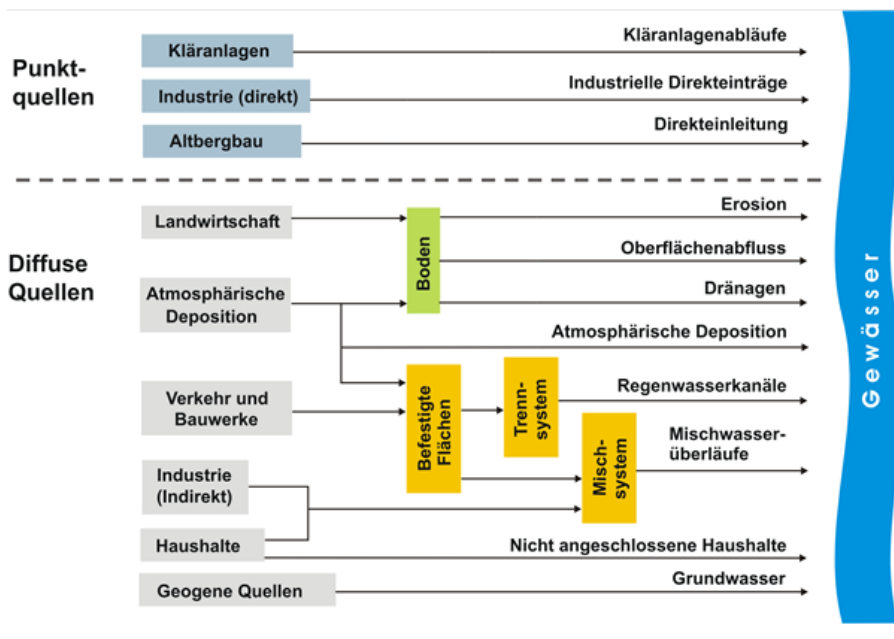 Punkt-
quellen
Kläranlagen
Kläranlagenabläufe
Industrie (direkt)
Industrielle Direkteinträge
Altbergbau
Direkteinleitung
Diffuse
Quellen
Landwirtschaft
Boden
Erosion
Oberflächenabfluss
Dränagen
Atmosphärische
Deposition
Atmosphärische Deposition
Verkehr und
Bauwerke
Befestigte
Flächen
Trenn-
system
Regenwasserkanäle
Misch-
system
Mischwasser-
überläufe
Industrie
(Indirekt)
Haushalte
Nicht angeschlossene Haushalte
Geogene Quellen
Grundwasser
Gewässer